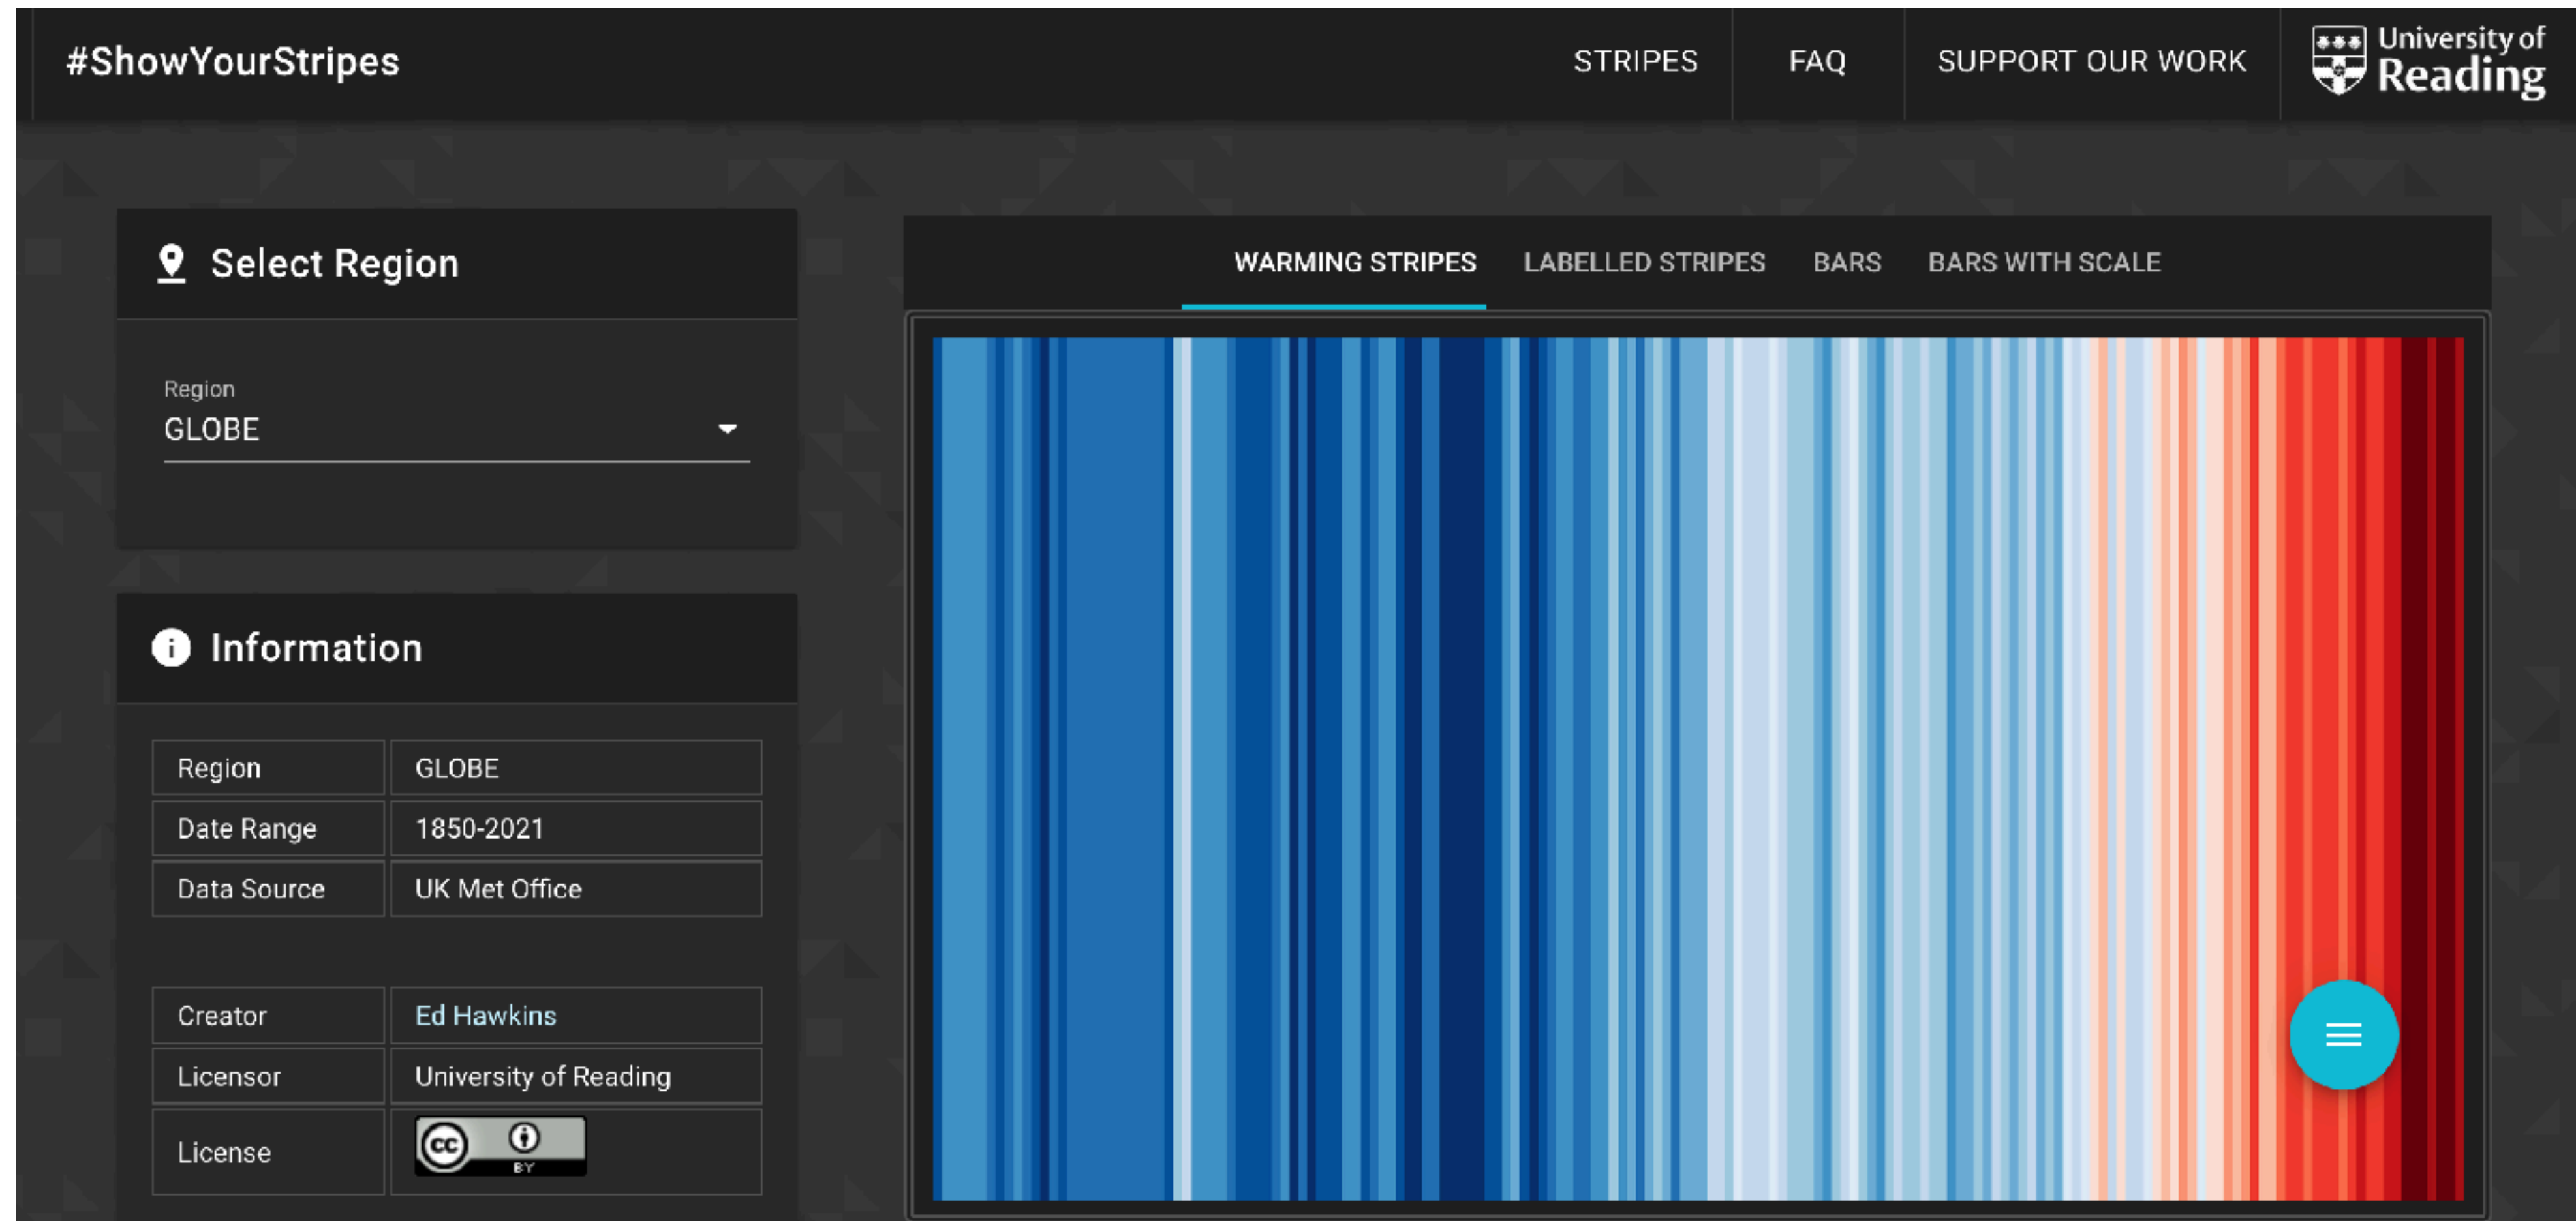 #ShowYourStripes
STRIPES
FAQ
SUPPORT OUR WORK
University of
Reading
Select Region
Region
GLOBE
Information
Region GLOBE
Date Range 1850-2021
Data Source UK Met Office
Creator Ed Hawkins
Licensor University of Reading
License cc BY
WARMING STRIPES LABELLED STRIPES BARS BARS WITH SCALE